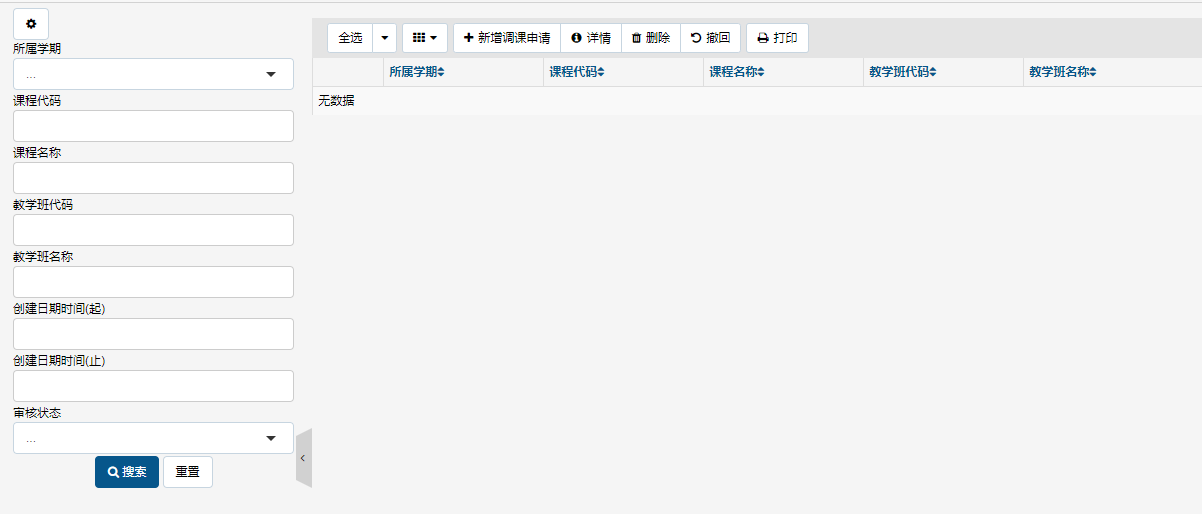 所属学期
...
课程代码
课程名称
教学班代码
教学班名称
创建日期时间(起)
创建日期时间(止)
审核状态
...
搜索 重置
全选 新增调课申请 详情 删除 撤回 打印
所属学期 课程代码 课程名称 教学班代码 教学班名称
无数据